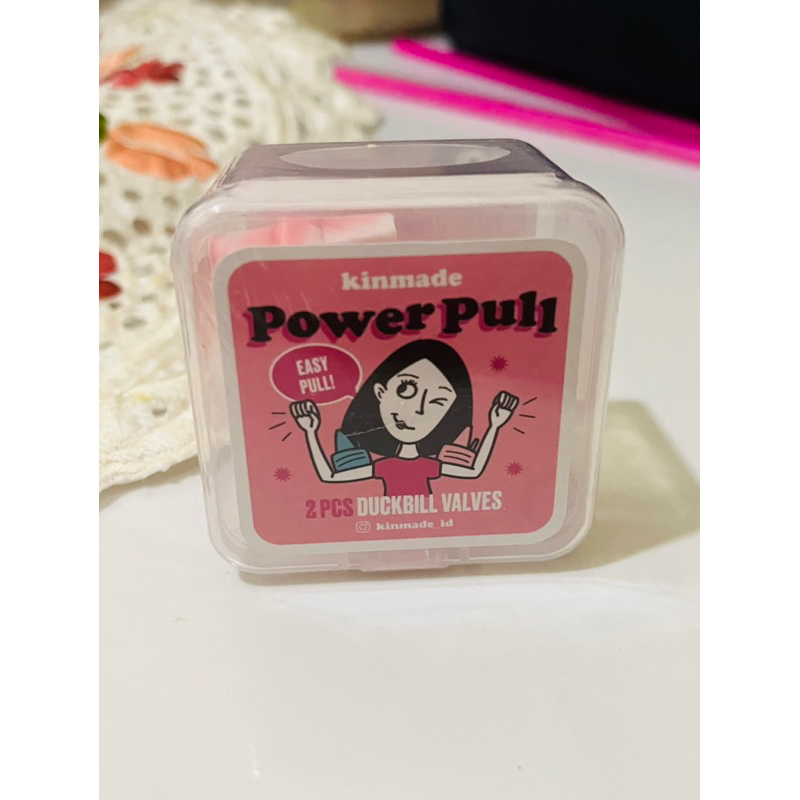 kinmade
Power Pull
EASY
PULL!
2 PCS DUCKBILL VALVES
kinmade_id